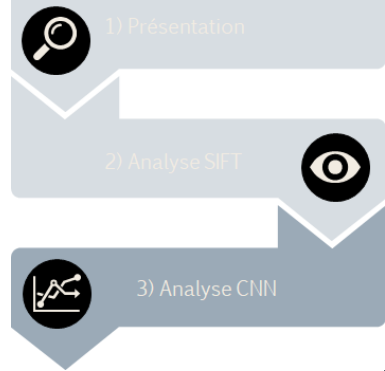 1) Présentation
2) Analyse SIFT
3) Analyse CNN